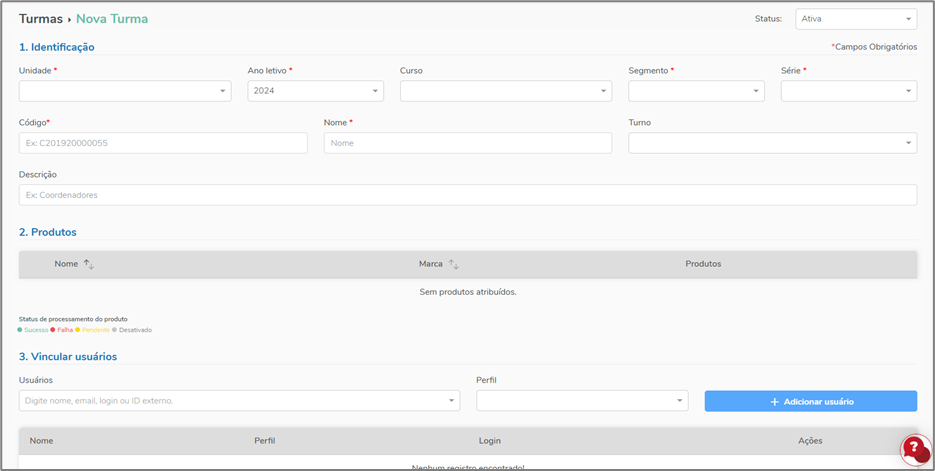 Turmas › Nova Turma
Status: Ativa
1. Identificação
*Campos Obrigatórios
Unidade * Ano letivo * Curso Segmento * Série *
2024
Código* Nome * Turno
Ex: C201920000055 Nome
Descrição
Ex: Coordenadores
2. Produtos
Nome Marca Produtos
Sem produtos atribuídos.
Status de processamento do produto
Sucesso Falha Pendente Desativado
3. Vincular usuários
Usuários Perfil
Digite nome, email, login ou ID externo.
+ Adicionar usuário
Nome Perfil Login Ações
Nenhum registro encontrado!
?